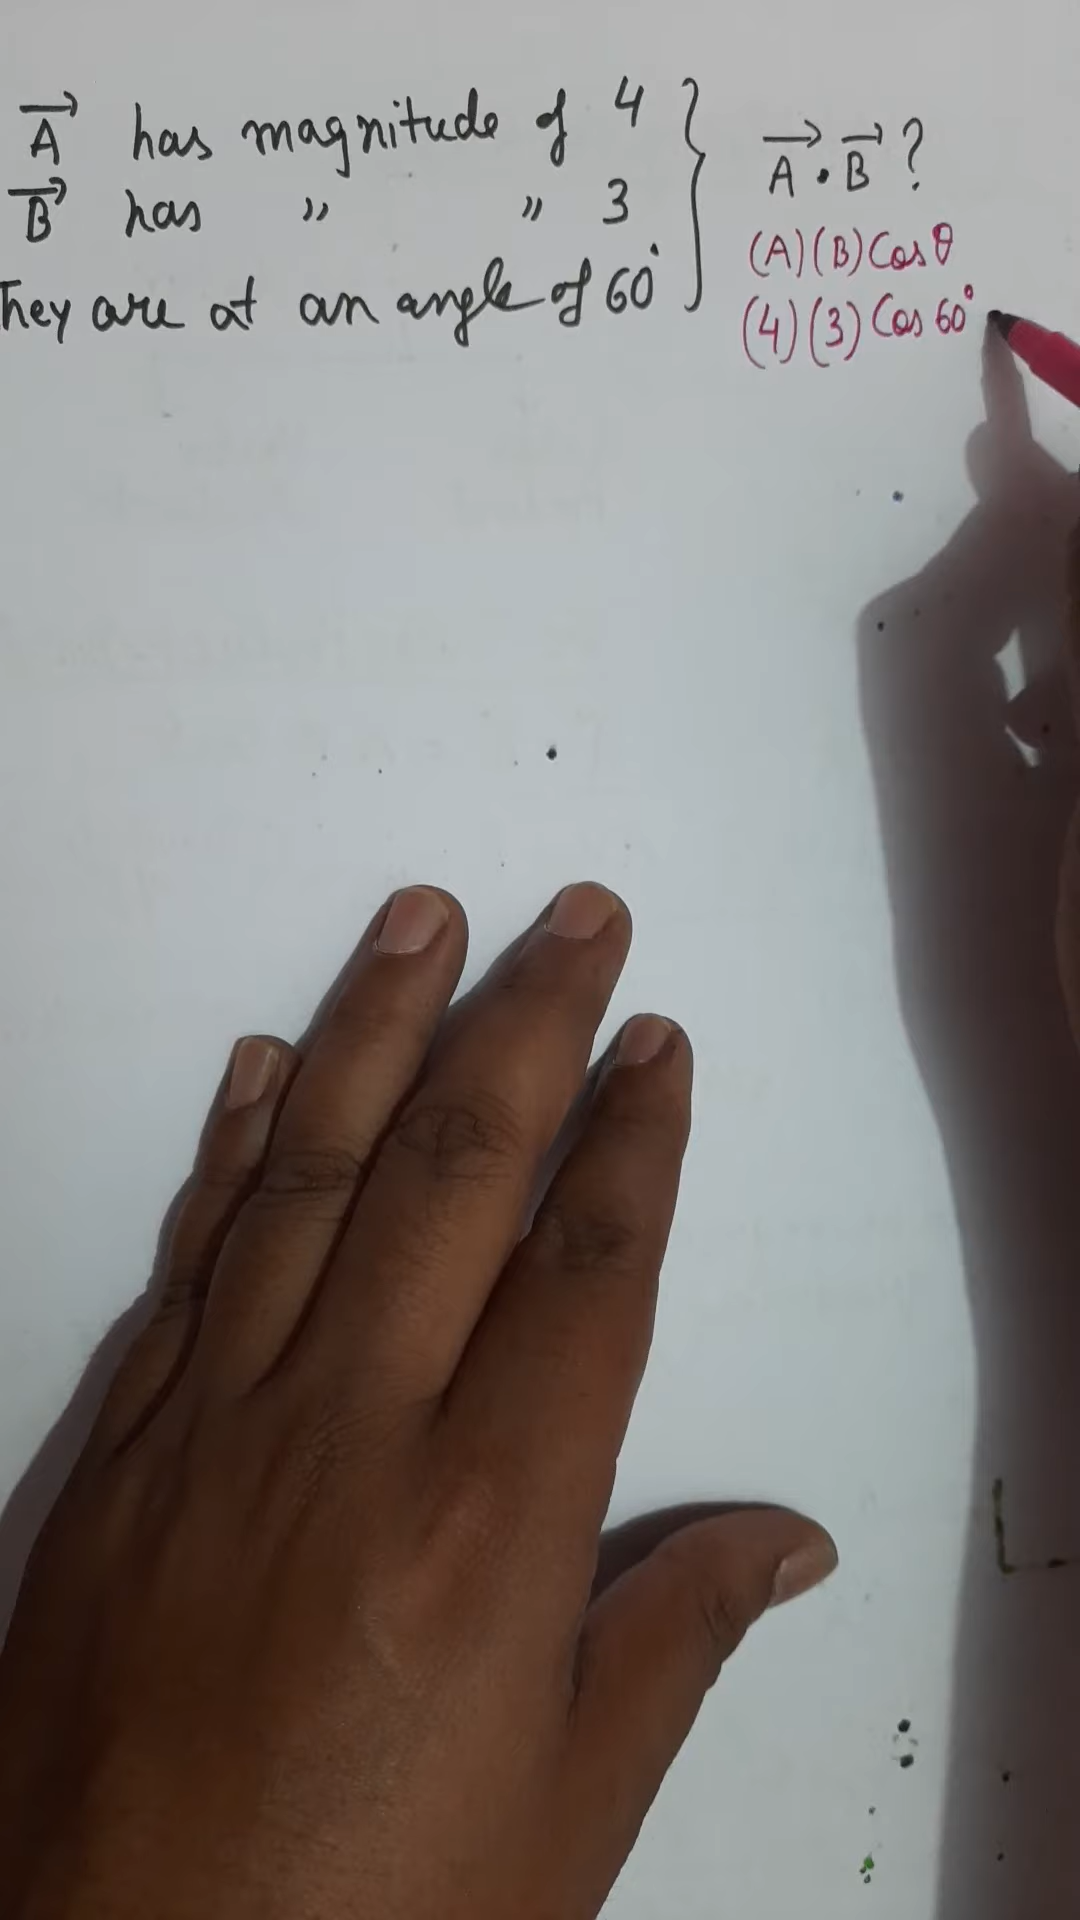 A has magnitude of 4
B has " " 3
They are at an angle of 60°
A . B ?
(A)(B) Cos θ
(4)(3) Cos 60°